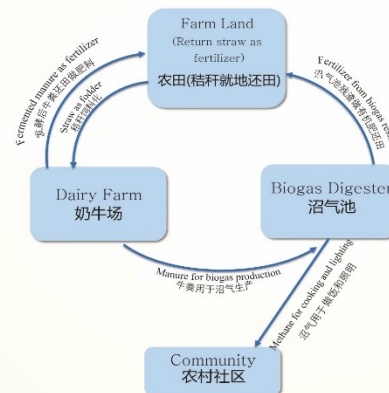 Farm Land
(Return straw as
fertilizer)
农田(秸秆就地还田)
Fermented manure as fertilizer
发酵后牛粪还田做肥料
Straw as fodder
秸秆饲料化
Fertilizer from biogas
沼气池残渣做有机肥还田
Dairy Farm
奶牛场
Biogas Digester
沼气池
Manure for biogas production
牛粪用于沼气生产
Methane for cooking and lighting
沼气用于做饭和照明
Community
农村社区